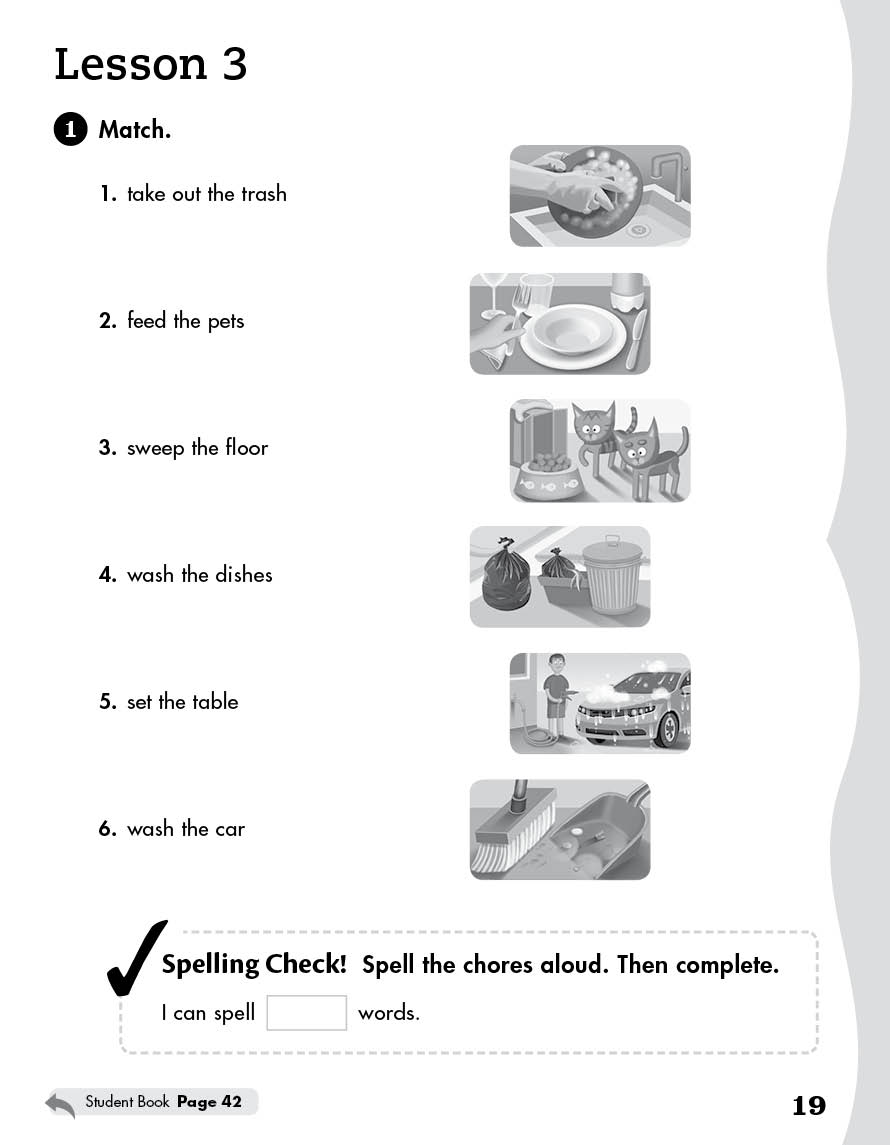 Lesson 3
1 Match.
1. take out the trash
2. feed the pets
3. sweep the floor
4. wash the dishes
5. set the table
6. wash the car
Spelling Check! Spell the chores aloud. Then complete.
I can spell words.
Student Book Page 42
19